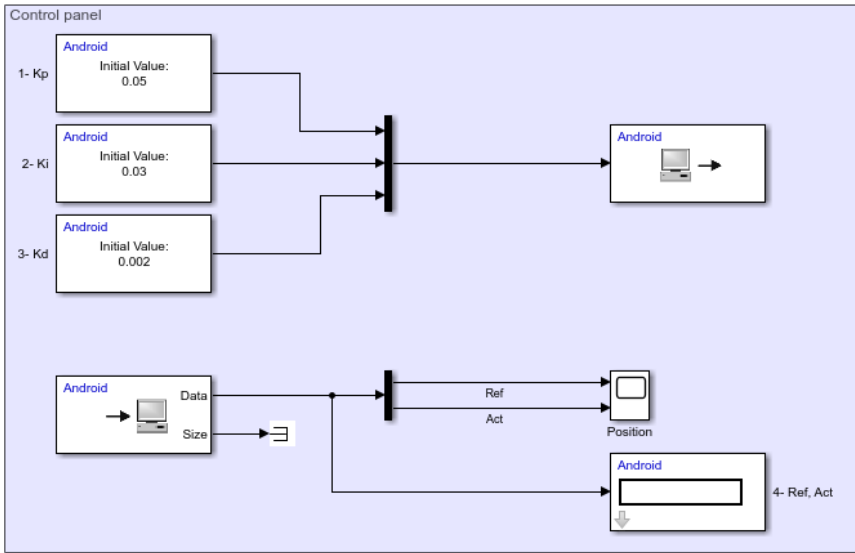 Control panel
Android
Initial Value:
0.05
1- Kp
Android
Initial Value:
0.03
2- Ki
Android
Initial Value:
0.002
3- Kd
Android
Android
Data
Size
Ref
Act
Position
Android
4- Ref, Act